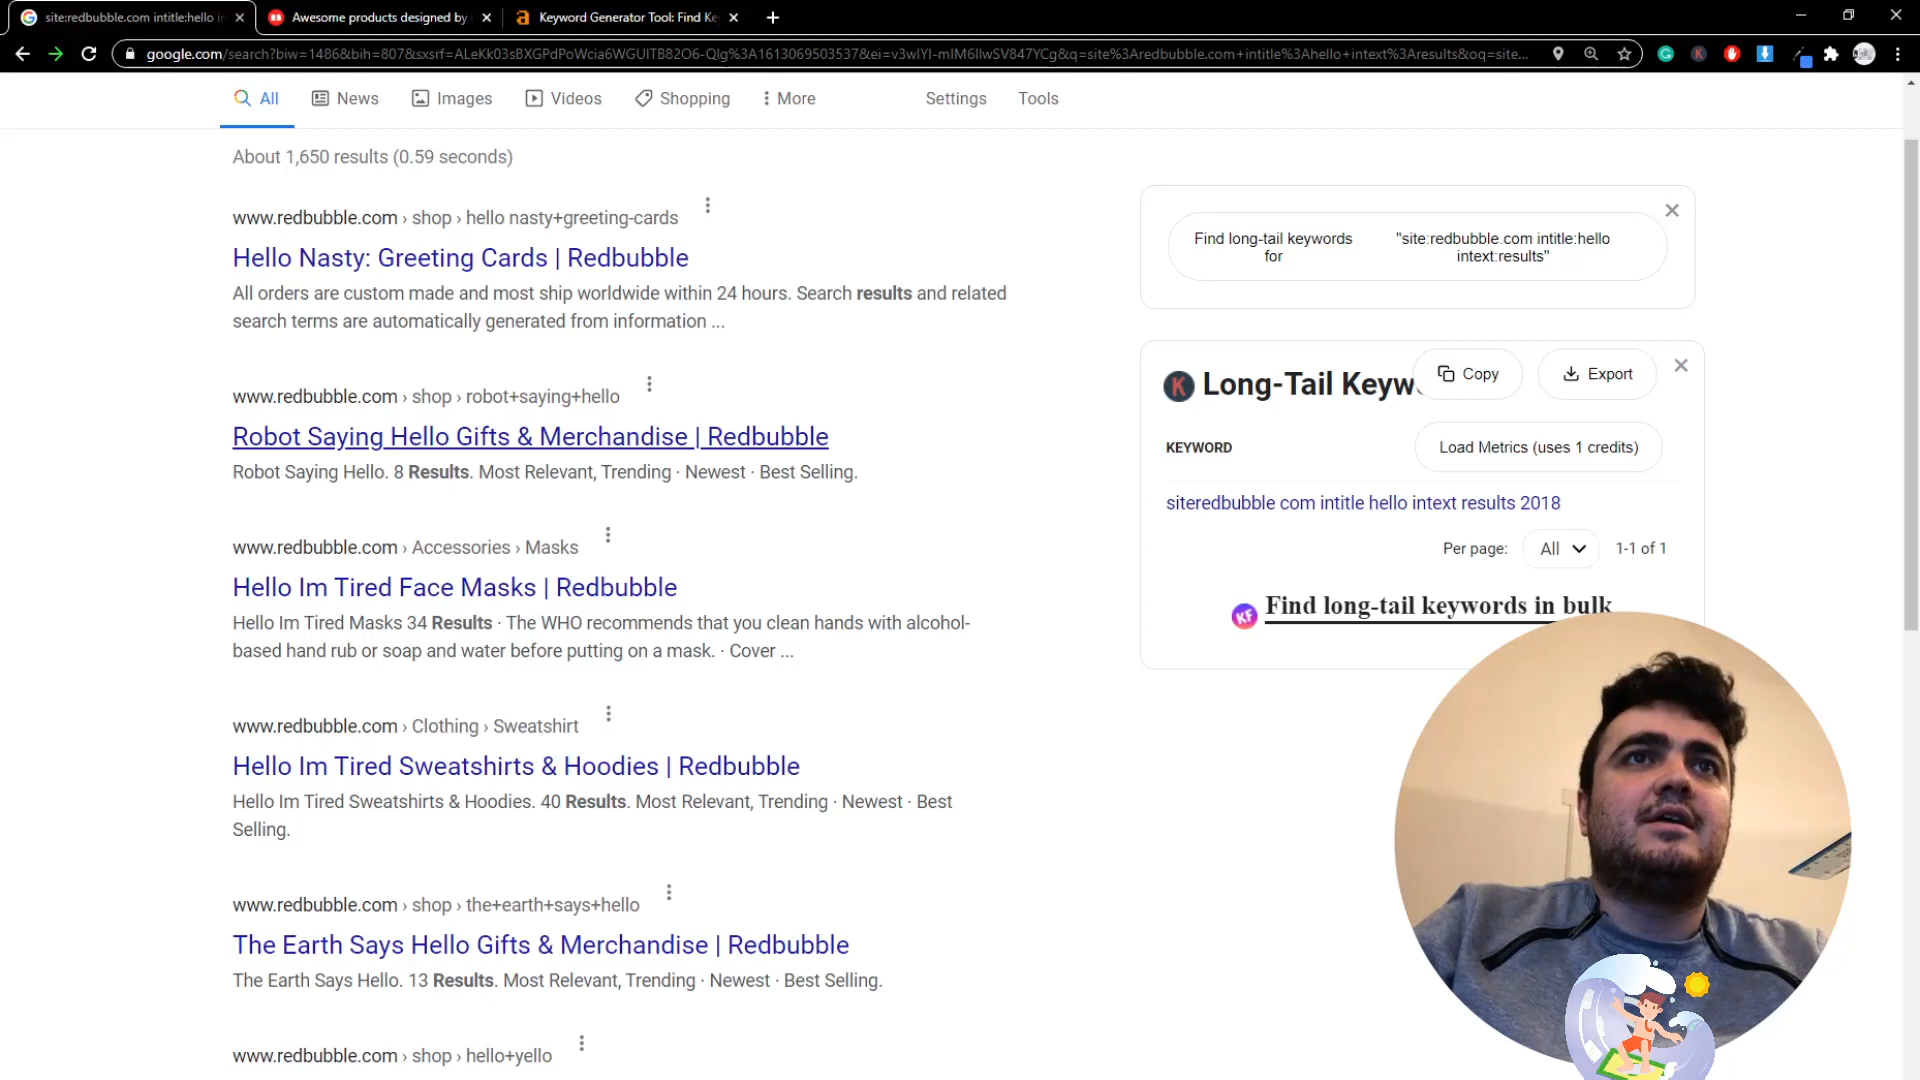 site:redbubble.com intitle:hello in
Awesome products designed by
Keyword Generator Tool: Find Ke
google.com/search?biw=1486&bih=807&sxsrf=ALeKk03sBXGPdPoWcia6WGUITB82O6-QJg%3A1613069503537&ei=v3wlYI-mIM6IlwSV847YCg&q=site%3Aredbubble.com+intitle%3Ahello+intext%3Aresults&oq=site...
All
News
Images
Videos
Shopping
More
Settings
Tools
About 1,650 results (0.59 seconds)
www.redbubble.com › shop › hello nasty+greeting-cards
Hello Nasty: Greeting Cards | Redbubble
All orders are custom made and most ship worldwide within 24 hours. Search results and related
search terms are automatically generated from information ...
www.redbubble.com › shop › robot+saying+hello
Robot Saying Hello Gifts & Merchandise | Redbubble
Robot Saying Hello. 8 Results. Most Relevant, Trending · Newest · Best Selling.
www.redbubble.com › Accessories › Masks
Hello Im Tired Face Masks | Redbubble
Hello Im Tired Masks 34 Results · The WHO recommends that you clean hands with alcohol-
based hand rub or soap and water before putting on a mask. · Cover ...
www.redbubble.com › Clothing › Sweatshirt
Hello Im Tired Sweatshirts & Hoodies | Redbubble
Hello Im Tired Sweatshirts & Hoodies. 40 Results. Most Relevant, Trending · Newest · Best
Selling.
www.redbubble.com › shop › the+earth+says+hello
The Earth Says Hello Gifts & Merchandise | Redbubble
The Earth Says Hello. 13 Results. Most Relevant, Trending · Newest · Best Selling.
www.redbubble.com › shop › hello+yello
Find long-tail keywords
for
"site:redbubble.com intitle:hello
intext:results"
K Long-Tail Keyw
Copy
Export
KEYWORD
Load Metrics (uses 1 credits)
siteredbubble com intitle hello intext results 2018
Per page: All 1-1 of 1
KF Find long-tail keywords in bulk